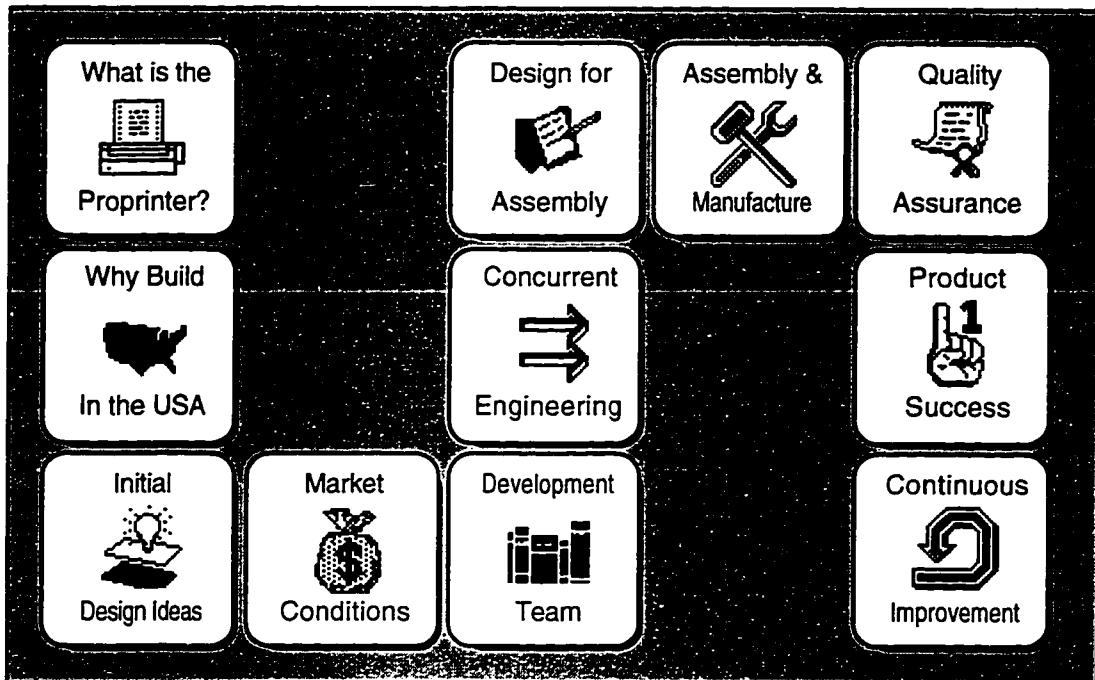 What is the
Proprinter?
Design for
Assembly
Assembly &
Manufacture
Quality
Assurance
Why Build
In the USA
Concurrent
Engineering
Product
1
Success
Initial
Design Ideas
Market
$
Conditions
Development
Team
Continuous
Improvement